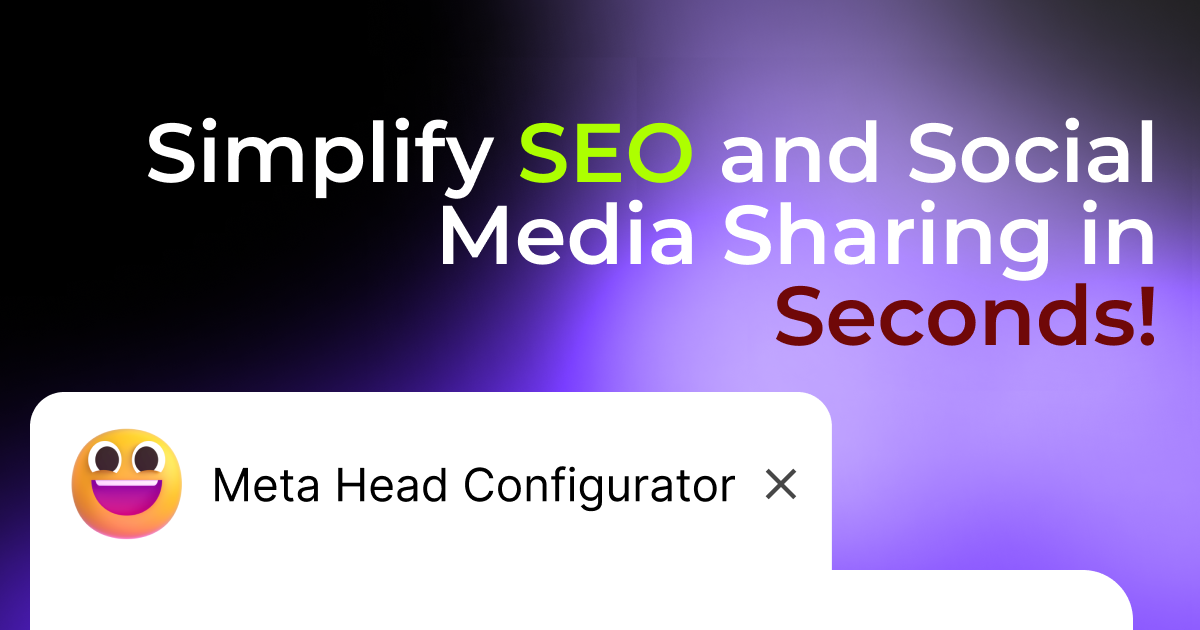 Simplify SEO and Social
Media Sharing in
Seconds!
Meta Head Configurator